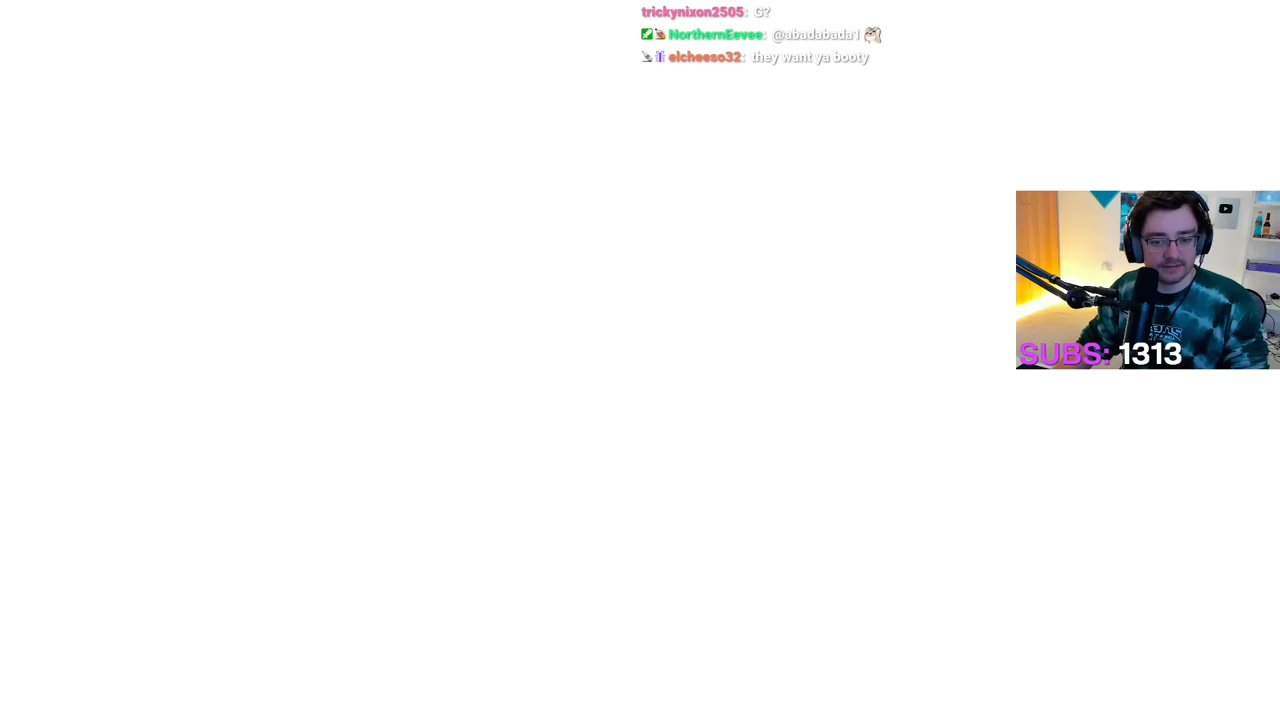 trickynixon2505: G?
NorthernEevee: @abadabada1
elcheeso32: they want ya booty
SUBS: 1313